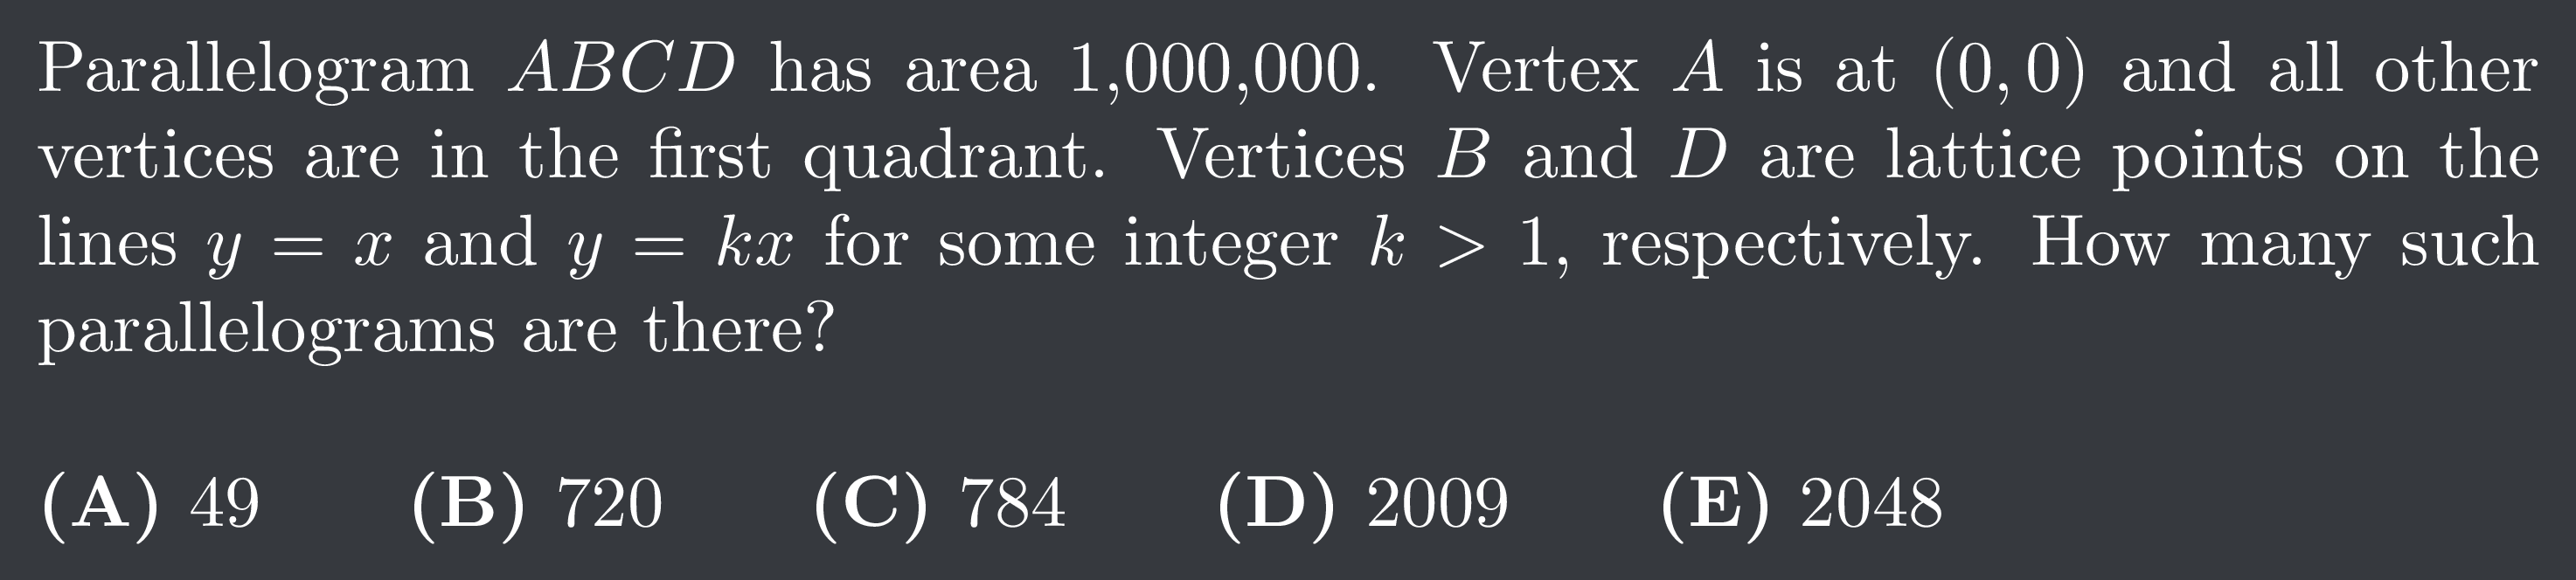 Parallelogram ABCD has area 1,000,000. Vertex A is at (0, 0) and all other
vertices are in the first quadrant. Vertices B and D are lattice points on the
lines y = x and y = kx for some integer k > 1, respectively. How many such
parallelograms are there?
(A) 49 (B) 720 (C) 784 (D) 2009 (E) 2048